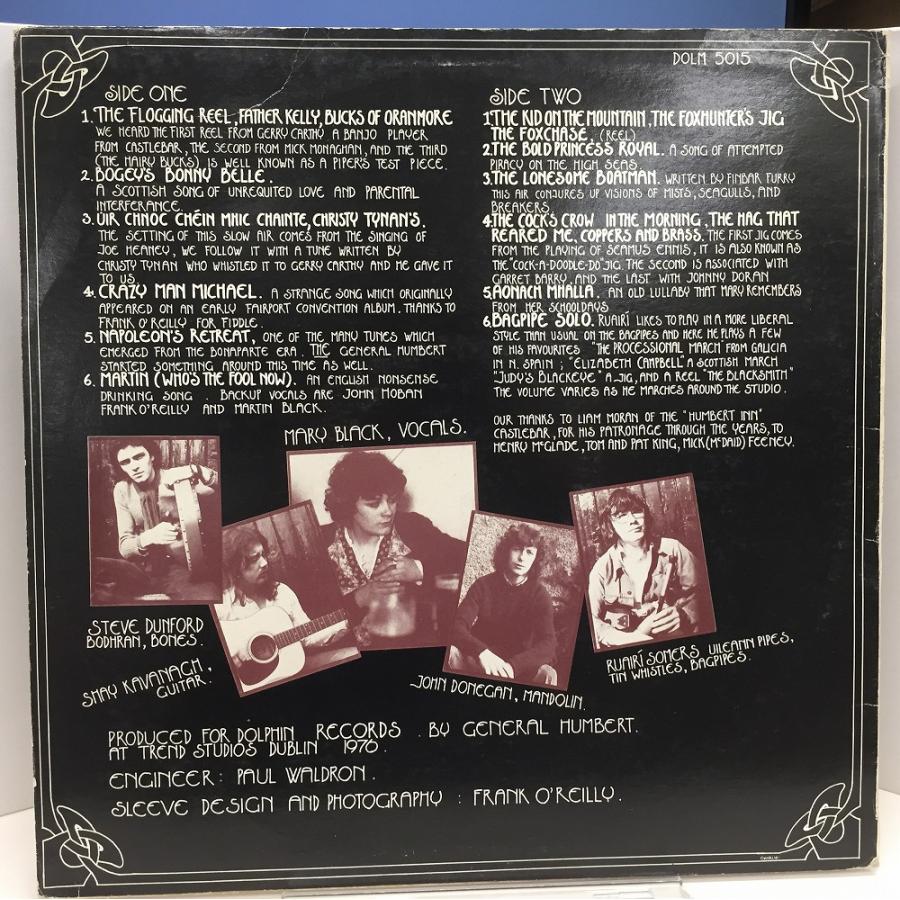 DOLM 5015
SIDE ONE
1. THE FLOGGING REEL, FATHER KELLY, BUCKS OF ORANMORE
WE HEARD THE FIRST REEL FROM GERRY CARTHY A BANJO PLAYER
FROM CASTLEBAR, THE SECOND FROM MICK MONAGHAN, AND THE THIRD
(THE HAIRY BUCKS) IS WELL KNOWN AS A PIPER'S TEST PIECE.
2. BOGEY'S BONNY BELLE.
A SCOTTISH SONG OF UNREQUITED LOVE AND PARENTAL
INTERFERANCE.
3. UIR CHNOC CHÉIN MHIC CHAINTE, CHRISTY TYNAN'S.
THE SETTING OF THIS SLOW AIR COMES FROM THE SINGING OF
JOE HEANEY, WE FOLLOW IT WITH A TUNE WRITTEN BY
CHRISTY TYNAN WHO WHISTLED IT TO GERRY CARTHY AND HE GAVE IT
TO US.
4. CRAZY MAN MICHAEL. A STRANGE SONG WHICH ORIGINALLY
APPEARED ON AN EARLY FAIRPORT CONVENTION ALBUM. THANKS TO
FRANK O'REILLY FOR FIDDLE.
5. NAPOLEON'S RETREAT, ONE OF THE MANY TUNES WHICH
EMERGED FROM THE BONAPARTE ERA. THE GENERAL HUMBERT
STARTED SOMETHING AROUND THIS TIME AS WELL.
6. MARTIN (WHO'S THE FOOL NOW). AN ENGLISH NONSENSE
DRINKING SONG. BACKUP VOCALS ARE JOHN HOBAN
FRANK O'REILLY AND MARTIN BLACK.
SIDE TWO
1. THE KID ON THE MOUNTAIN, THE FOXHUNTER'S JIG
THE FOXCHASE. (REEL)
2. THE BOLD PRINCESS ROYAL. A SONG OF ATTEMPTED
PIRACY ON THE HIGH SEAS.
3. THE LONESOME BOATMAN. WRITTEN BY FINBAR FURRY
THIS AIR CONJURES UP VISIONS OF MISTS, SEAGULLS, AND
BREAKERS
4. THE COCK'S CROW IN THE MORNING, THE HAG THAT
REARED ME, COPPERS AND BRASS. THE FIRST JIG COMES
FROM THE PLAYING OF SEAMUS ENNIS, IT IS ALSO KNOWN AS
THE "COCK-A-DOODLE-DO" JIG. THE SECOND IS ASSOCIATED WITH
GARRET BARRY, AND THE LAST WITH JOHNNY DORAN
5. AONACH MHALLA. AN OLD LULLABY THAT MARY REMEMBERS
FROM HER SCHOOLDAYS
6. BAGPIPE SOLO. RUAIRÍ LIKES TO PLAY IN A MORE LIBERAL
STYLE THAN USUAL ON THE BAGPIPES AND HERE HE PLAYS A FEW
OF HIS FAVOURITES "THE PROCESSIONAL MARCH" FROM GALICIA
IN N. SPAIN ; "ELIZABETH CAMPBELL" A SCOTTISH MARCH
"JUDY'S BLACKEYE" A JIG, AND A REEL "THE BLACKSMITH"
THE VOLUME VARIES AS HE MARCHES AROUND THE STUDIO.
OUR THANKS TO LIAM MORAN OF THE "HUMBERT INN"
CASTLEBAR, FOR HIS PATRONAGE THROUGH THE YEARS, TO
HENRY McGLADE, TOM AND PAT KING, MICK (McDAID) FEENEY.
MARY BLACK, VOCALS.
STEVE DUNFORD
BODHRAN, BONES.
SHAY KAVANAGH,
GUITAR.
JOHN DONEGAN, MANDOLIN.
RUAIRÍ SOMERS UILEANN PIPES,
TIN WHISTLES, BAGPIPES.
PRODUCED FOR DOLPHIN RECORDS . BY GENERAL HUMBERT.
AT TREND STUDIOS DUBLIN 1976.
ENGINEER: PAUL WALDRON.
SLEEVE DESIGN AND PHOTOGRAPHY : FRANK O'REILLY.